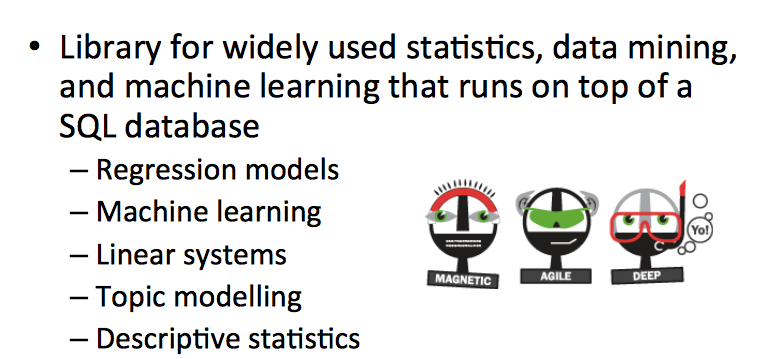 • Library for widely used statistics, data mining,
and machine learning that runs on top of a
SQL database
– Regression models
– Machine learning
– Linear systems
– Topic modelling
– Descriptive statistics
MAGNETIC
AGILE
DEEP
Yo!